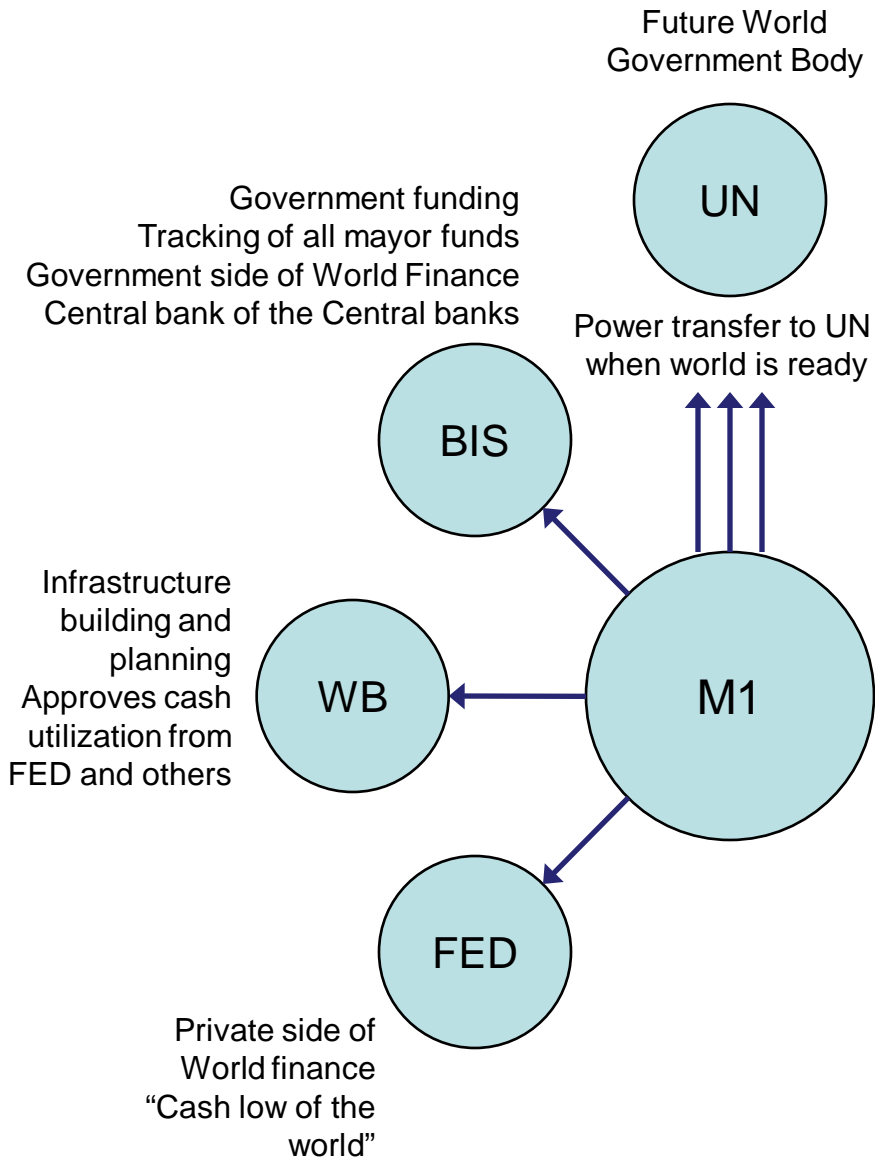 Future World
Government Body
UN
Government funding
Tracking of all mayor funds
Government side of World Finance
Central bank of the Central banks
Power transfer to UN
when world is ready
BIS
Infrastructure
building and
planning
Approves cash
utilization from
FED and others
WB
M1
FED
Private side of
World finance
“Cash low of the
world”